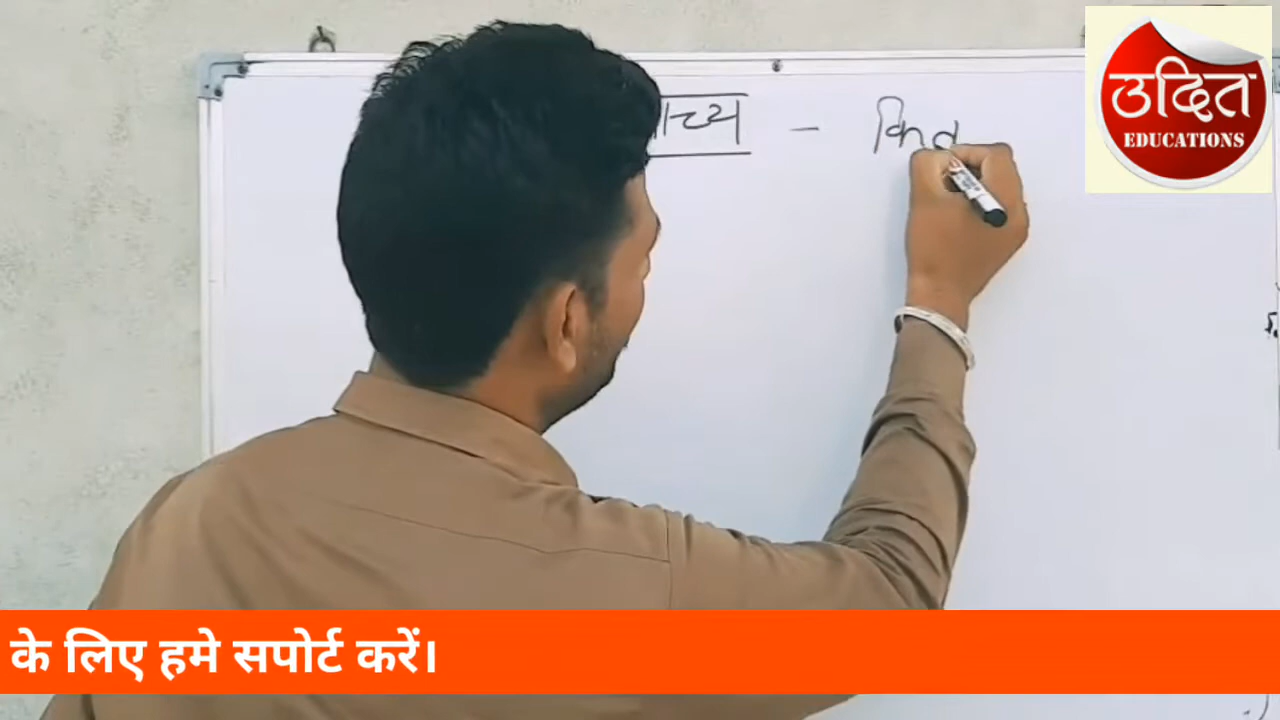 ाच्य - कि
उदित
EDUCATIONS
के लिए हमे सपोर्ट करें।